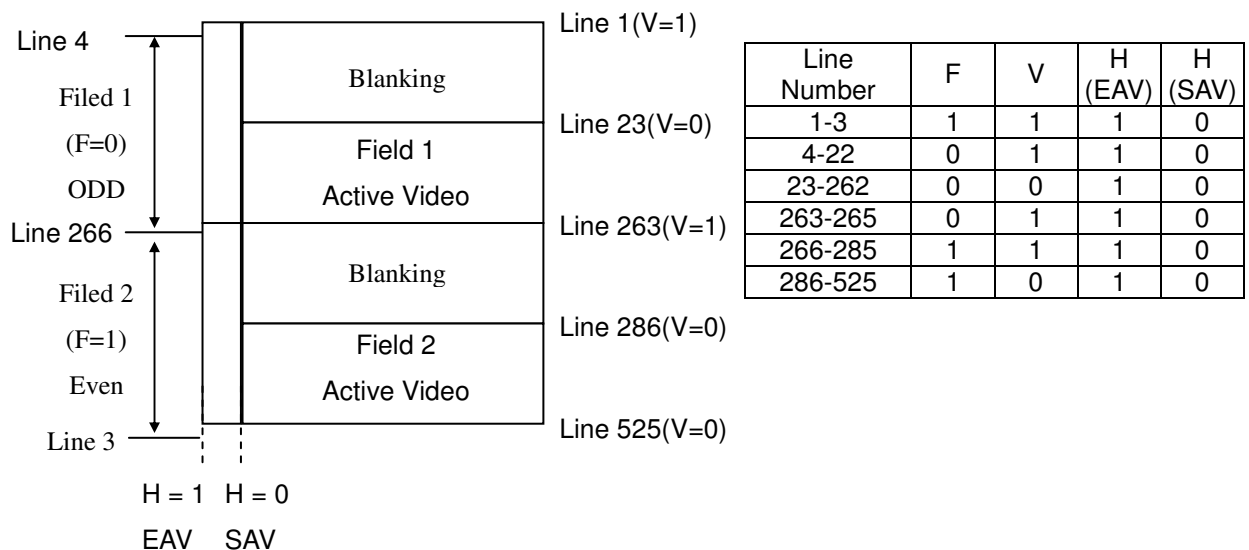 Line 4
Filed 1
(F=0)
ODD
Line 266
Filed 2
(F=1)
Even
Line 3
H = 1 H = 0
EAV SAV
Blanking
Field 1
Active Video
Blanking
Field 2
Active Video
Line 1(V=1)
Line 23(V=0)
Line 263(V=1)
Line 286(V=0)
Line 525(V=0)
Line Number F V H (EAV) H (SAV)
1-3 1 1 1 0
4-22 0 1 1 0
23-262 0 0 1 0
263-265 0 1 1 0
266-285 1 1 1 0
286-525 1 0 1 0